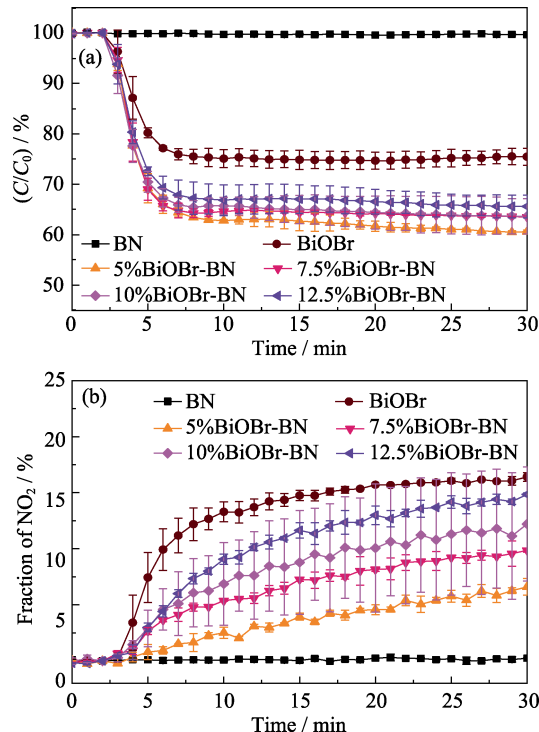 100
90
80
70
60
50
(C/C₀) / %
(a)
BN
BiOBr
5%BiOBr-BN
7.5%BiOBr-BN
10%BiOBr-BN
12.5%BiOBr-BN
0
5
10
15
20
25
30
Time / min
25
22
15
10
5
0
Fraction of NO₂ / %
(b)
BN
BiOBr
5%BiOBr-BN
7.5%BiOBr-BN
10%BiOBr-BN
12.5%BiOBr-BN
0
5
10
15
20
25
30
Time / min